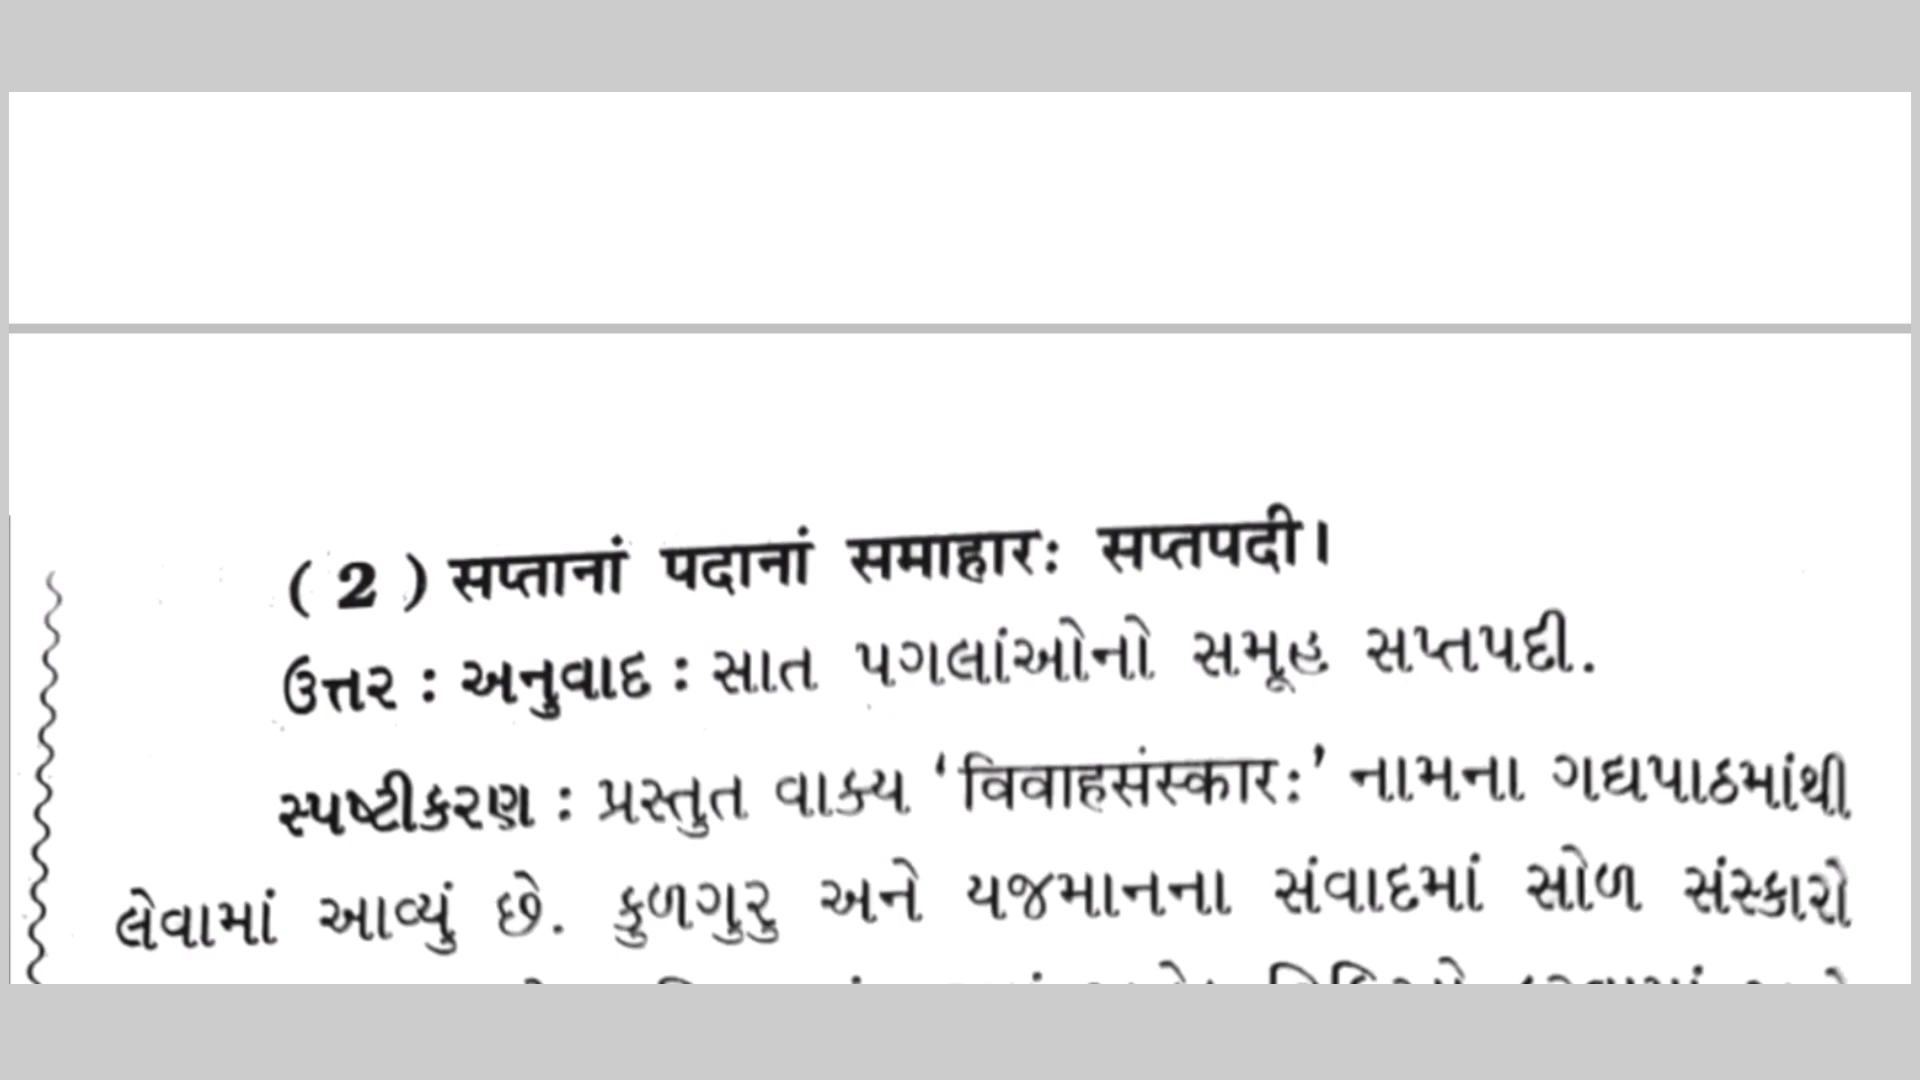 ( 2 ) सप्तानां पदानां समाहारः सप्तपदी।
ઉત્તર : અનુવાદ : સાત પગલાંઓનો સમૂહ સપ્તપદી.
સ્પષ્ટીકરણ : પ્રસ્તુત વાક્ય ‘विवाहसंस्कारः’ નામના ગદ્યપાઠમાંથી
લેવામાં આવ્યું છે. કુળગુરુ અને યજમાનના સંવાદમાં સોળ સંસ્કારો